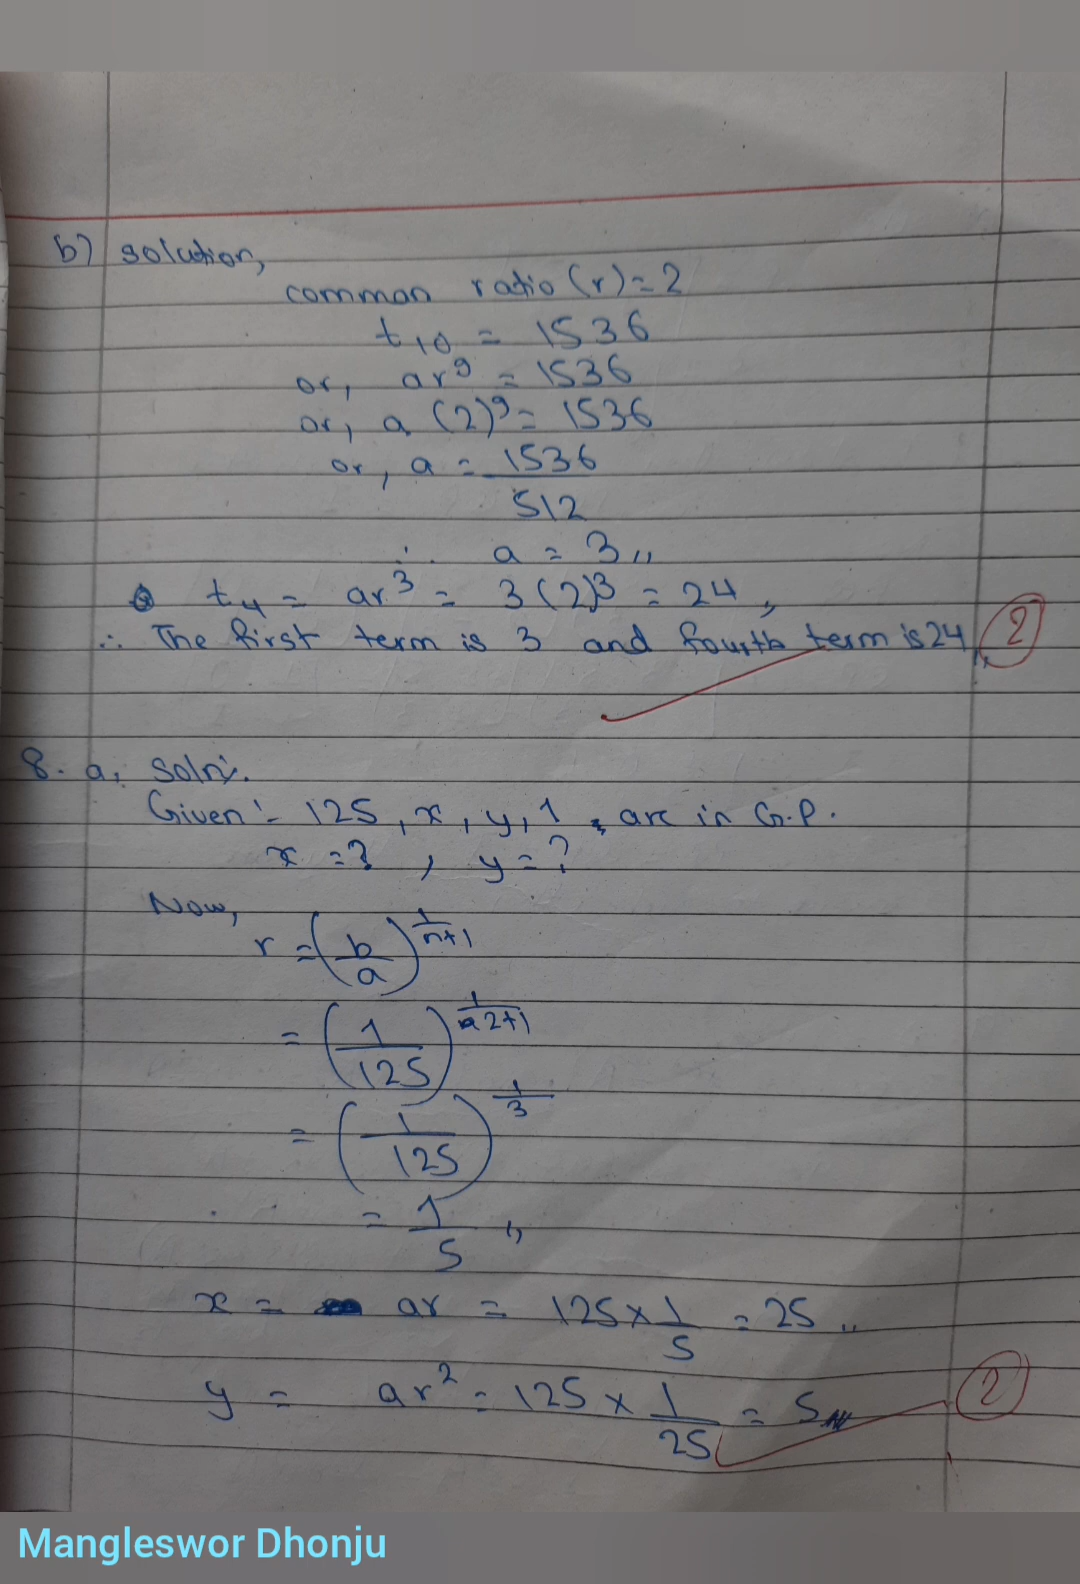 b) solution,
common ratio (r) = 2
t₁₀ = 1536
or, ar⁹ = 1536
or, a (2)⁹ = 1536
or, a = 1536/512
∴ a = 3,,
t₄ = ar³ = 3(2)³ = 24,
∴ The first term is 3 and fourth term is 24,,
2
8. a, Soln:.
Given:- 125, x, y, 1, are in G.P.
x = ? , y = ?
Now,
r = (b/a)^(1/(n+1))
= (1/125)^(1/(2+1))
= (1/125)^(1/3)
= 1/5 ,,
x = ar = 125 × 1/5 = 25 ,,
y = ar² = 125 × 1/25 = 5,,
2
Mangleswor Dhonju